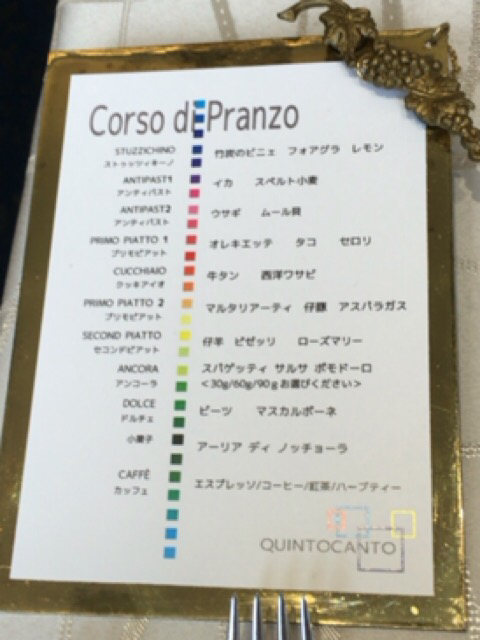 Corso di Pranzo
STUZZICHINO 竹炭のビニェ フォアグラ レモン
ストゥッツィキーノ
ANTIPAST1 イカ スペルト小麦
アンティパスト
ANTIPAST2 ウサギ ムール貝
アンティパスト
PRIMO PIATTO 1 オレキエッテ タコ セロリ
プリモピアット
CUCCHIAIO 牛タン 西洋ワサビ
クッキアイオ
PRIMO PIATTO 2 マルタリアーティ 仔豚 アスパラガス
プリモピアット
SECOND PIATTO 仔羊 ピゼッリ ローズマリー
セコンドピアット
ANCORA スパゲッティ サルサ ポモドーロ
アンコーラ <30g/60g/90gお選びください>
DOLCE ビーツ マスカルポーネ
ドルチェ
小菓子 アーリア ディ ノッチョーラ
CAFFÈ エスプレッソ/コーヒー/紅茶/ハーブティー
カッフェ
QUINTOCANTO